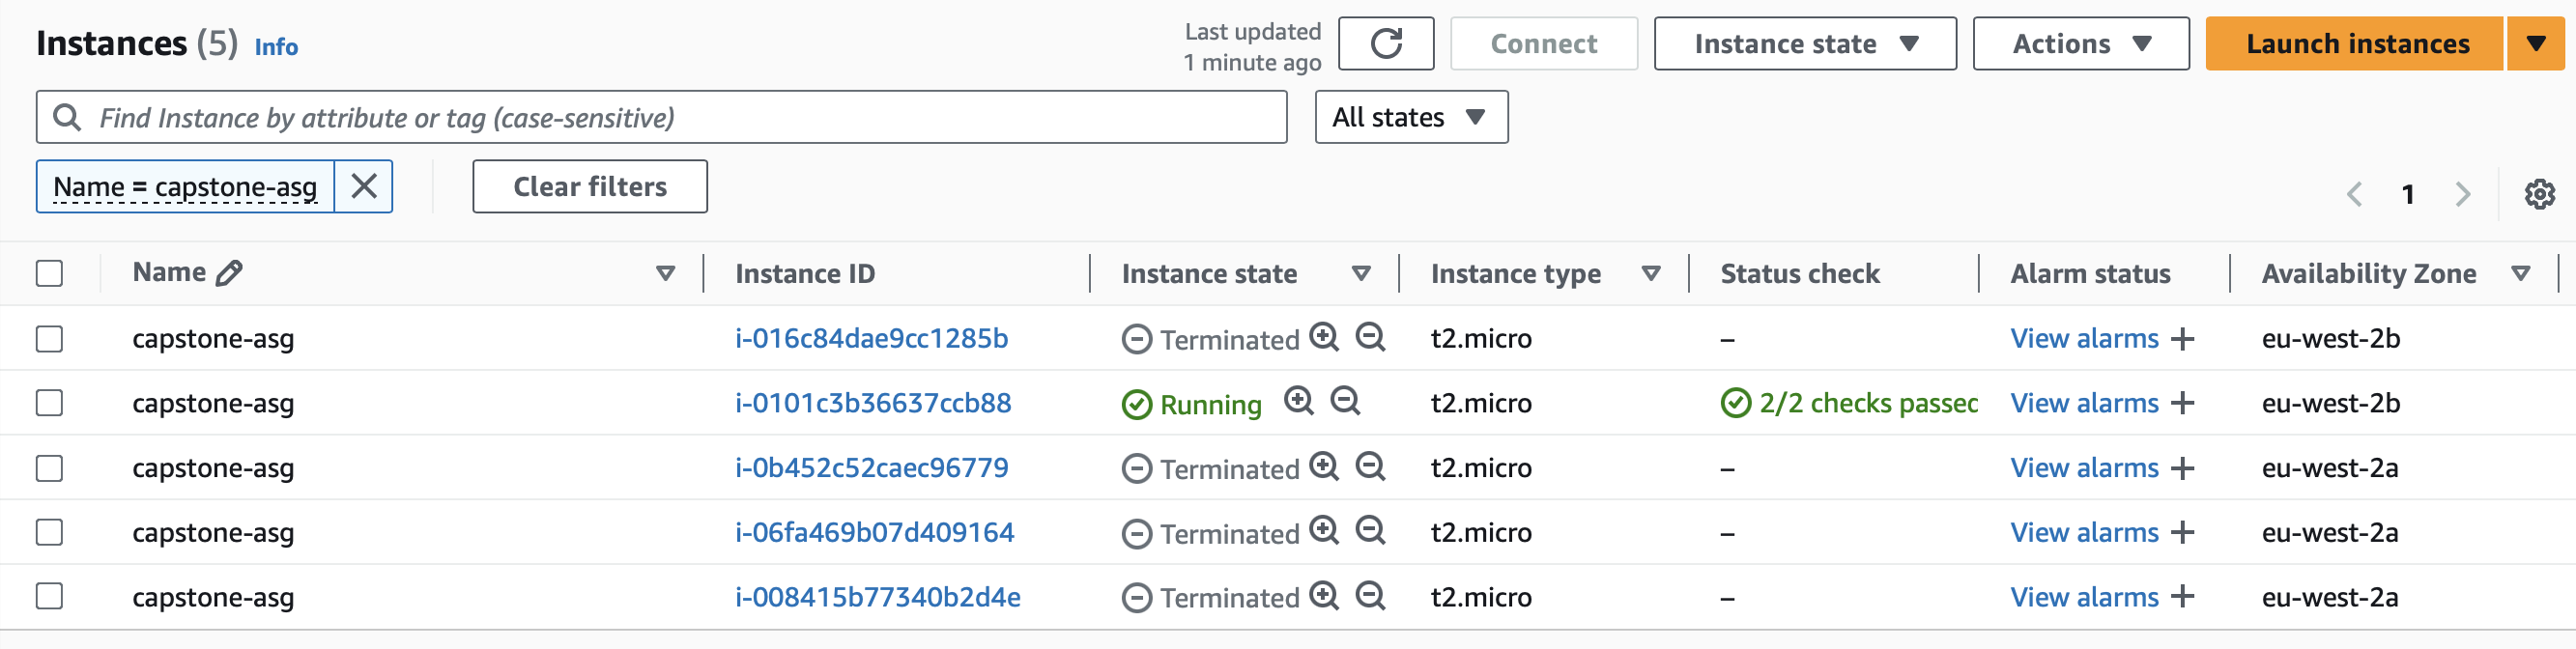 Instances (5) Info
Last updated
1 minute ago
Connect
Instance state
Actions
Launch instances
Find Instance by attribute or tag (case-sensitive)
All states
Name = capstone-asg
Clear filters
1
Name Instance ID Instance state Instance type Status check Alarm status Availability Zone
capstone-asg i-016c84dae9cc1285b Terminated t2.micro – View alarms + eu-west-2b
capstone-asg i-0101c3b36637ccb88 Running t2.micro 2/2 checks passec View alarms + eu-west-2b
capstone-asg i-0b452c52caec96779 Terminated t2.micro – View alarms + eu-west-2a
capstone-asg i-06fa469b07d409164 Terminated t2.micro – View alarms + eu-west-2a
capstone-asg i-008415b77340b2d4e Terminated t2.micro – View alarms + eu-west-2a